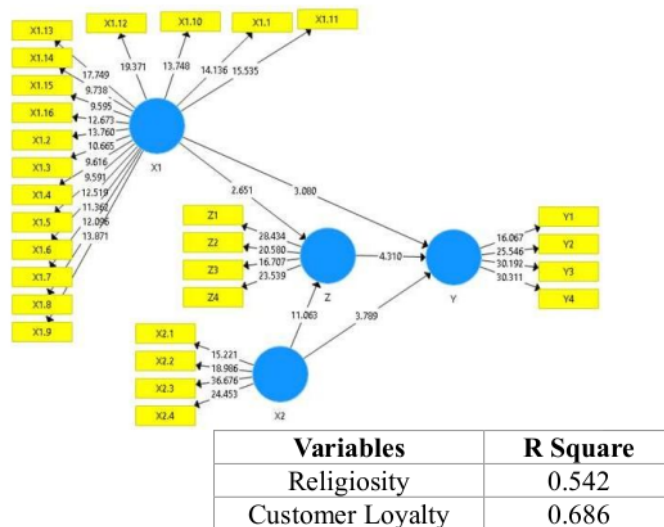 X1.13
X1.12
X1.10
X1.1
X1.11
X1.14
X1.15
X1.16
X1.2
X1.3
X1.4
X1.5
X1.6
X1.7
X1.8
X1.9
17.749
19.371
13.748
14.136
15.535
9.738
9.595
12.673
13.760
10.665
9.616
9.591
12.519
11.362
12.096
13.871
X1
2.651
3.080
Z1
Z2
Z3
Z4
28.434
20.580
16.707
23.539
Z
4.310
Y
16.067
25.546
30.192
30.311
Y1
Y2
Y3
Y4
11.063
3.789
X2.1
X2.2
X2.3
X2.4
15.221
18.986
36.676
24.453
X2
Variables R Square
Religiosity 0.542
Customer Loyalty 0.686